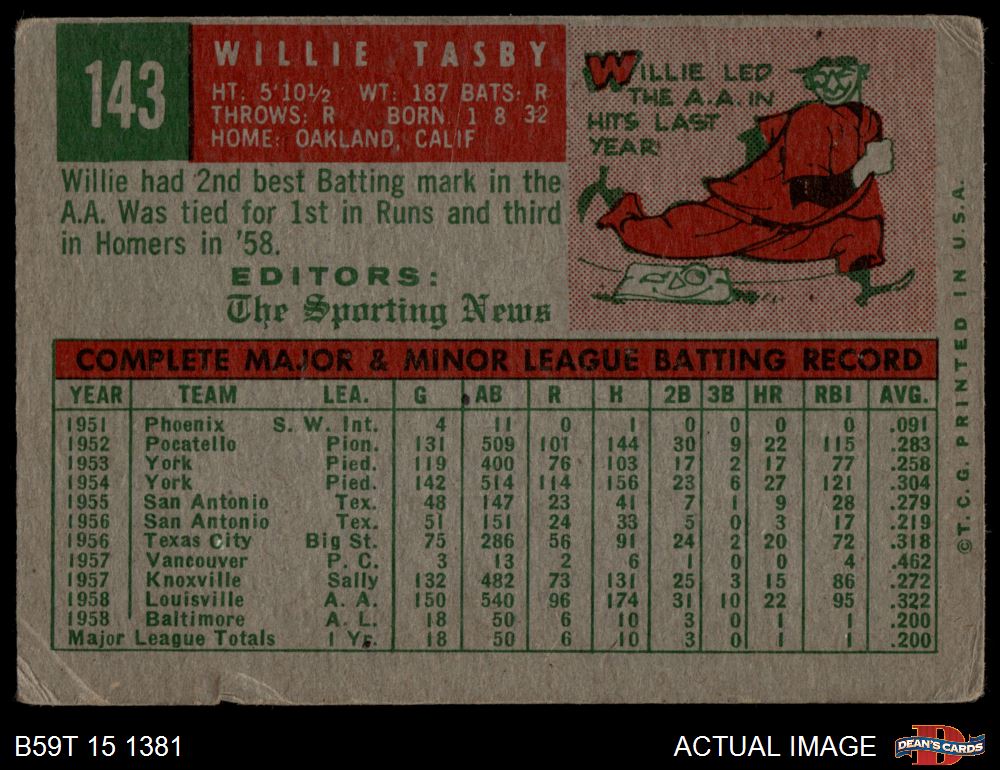 143
WILLIE TASBY
HT: 5'10½ WT: 187 BATS: R
THROWS: R BORN: 1 8 32
HOME: OAKLAND, CALIF
Willie had 2nd best Batting mark in the
A.A. Was tied for 1st in Runs and third
in Homers in '58.
EDITORS:
The Sporting News
WILLIE LED
THE A.A. IN
HITS LAST
YEAR
COMPLETE MAJOR & MINOR LEAGUE BATTING RECORD
YEAR TEAM LEA. G AB R H 2B 3B HR RBI AVG.
1951 Phoenix S. W. Int. 4 11 0 1 0 0 0 0 .091
1952 Pocatello Pion. 131 509 101 144 30 9 22 115 .283
1953 York Pied. 119 400 76 103 17 2 17 77 .258
1954 York Pied. 142 514 114 156 23 6 27 121 .304
1955 San Antonio Tex. 48 147 23 41 7 1 9 28 .279
1956 San Antonio Tex. 51 151 24 33 5 0 3 17 .219
1956 Texas City Big St. 75 286 56 91 24 2 20 72 .318
1957 Vancouver P. C. 3 13 2 6 1 0 0 4 .462
1957 Knoxville Sally 132 482 73 131 25 3 15 86 .272
1958 Louisville A. A. 150 540 96 174 31 10 22 95 .322
1958 Baltimore A. L. 18 50 6 10 3 0 1 1 .200
Major League Totals 1 Yr. 18 50 6 10 3 0 1 1 .200
©T. C. G. PRINTED IN U.S.A.
B59T 15 1381
ACTUAL IMAGE
D
DEAN'S CARDS